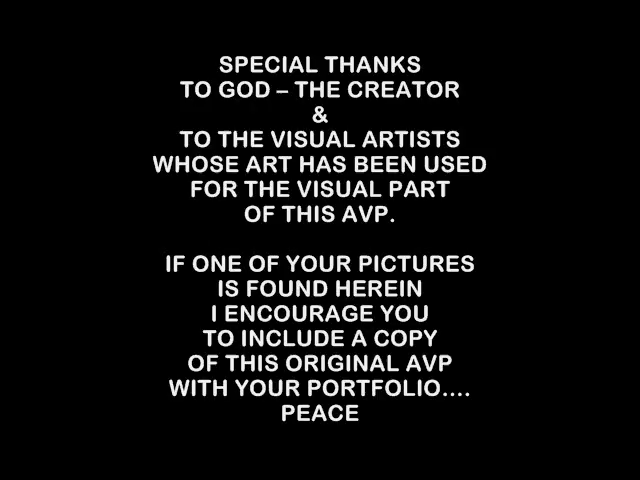 SPECIAL THANKS
TO GOD – THE CREATOR
&
TO THE VISUAL ARTISTS
WHOSE ART HAS BEEN USED
FOR THE VISUAL PART
OF THIS AVP.
IF ONE OF YOUR PICTURES
IS FOUND HEREIN
I ENCOURAGE YOU
TO INCLUDE A COPY
OF THIS ORIGINAL AVP
WITH YOUR PORTFOLIO....
PEACE